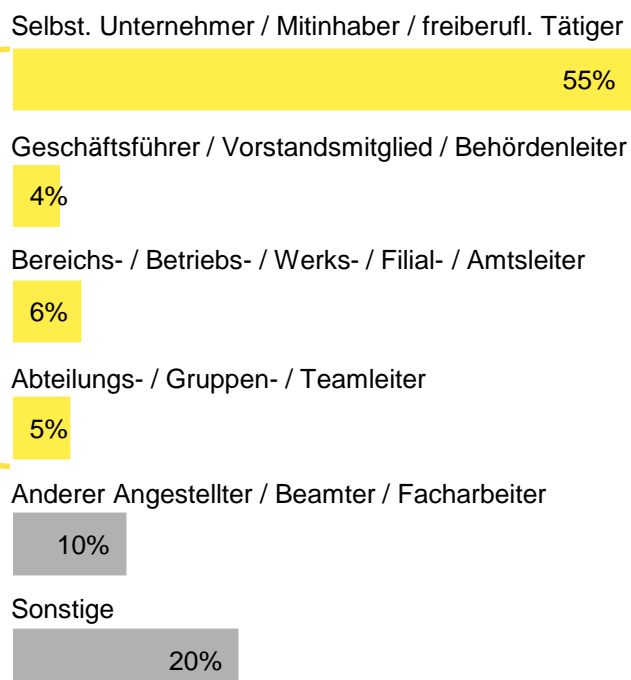 Selbst. Unternehmer / Mitinhaber / freiberufl. Tätiger
55%
Geschäftsführer / Vorstandsmitglied / Behördenleiter
4%
Bereichs- / Betriebs- / Werks- / Filial- / Amtsleiter
6%
Abteilungs- / Gruppen- / Teamleiter
5%
Anderer Angestellter / Beamter / Facharbeiter
10%
Sonstige
20%